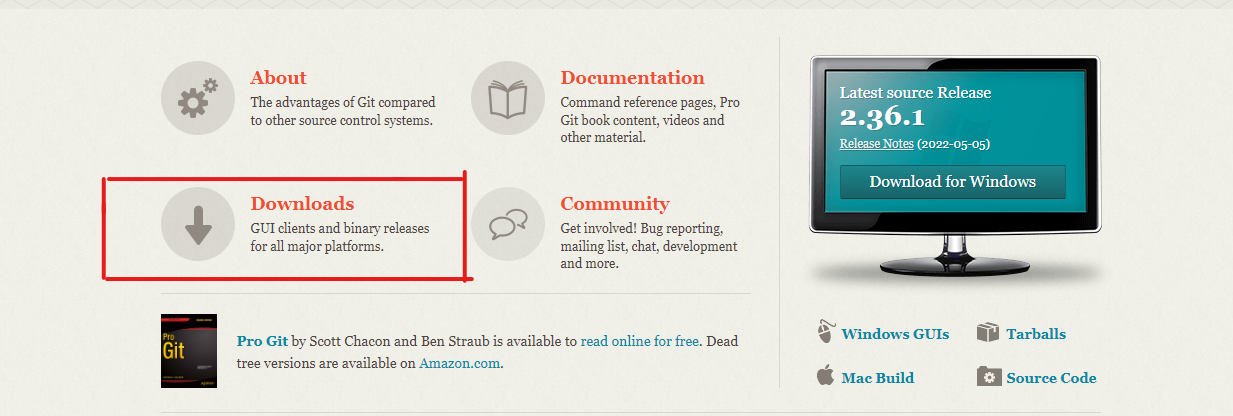 About
The advantages of Git compared
to other source control systems.
Documentation
Command reference pages, Pro
Git book content, videos and
other material.
Downloads
GUI clients and binary releases
for all major platforms.
Community
Get involved! Bug reporting,
mailing list, chat, development
and more.
Pro
Git
Pro Git by Scott Chacon and Ben Straub is available to read online for free. Dead
tree versions are available on Amazon.com.
Latest source Release
2.36.1
Release Notes (2022-05-05)
Download for Windows
Windows GUIs
Tarballs
Mac Build
Source Code